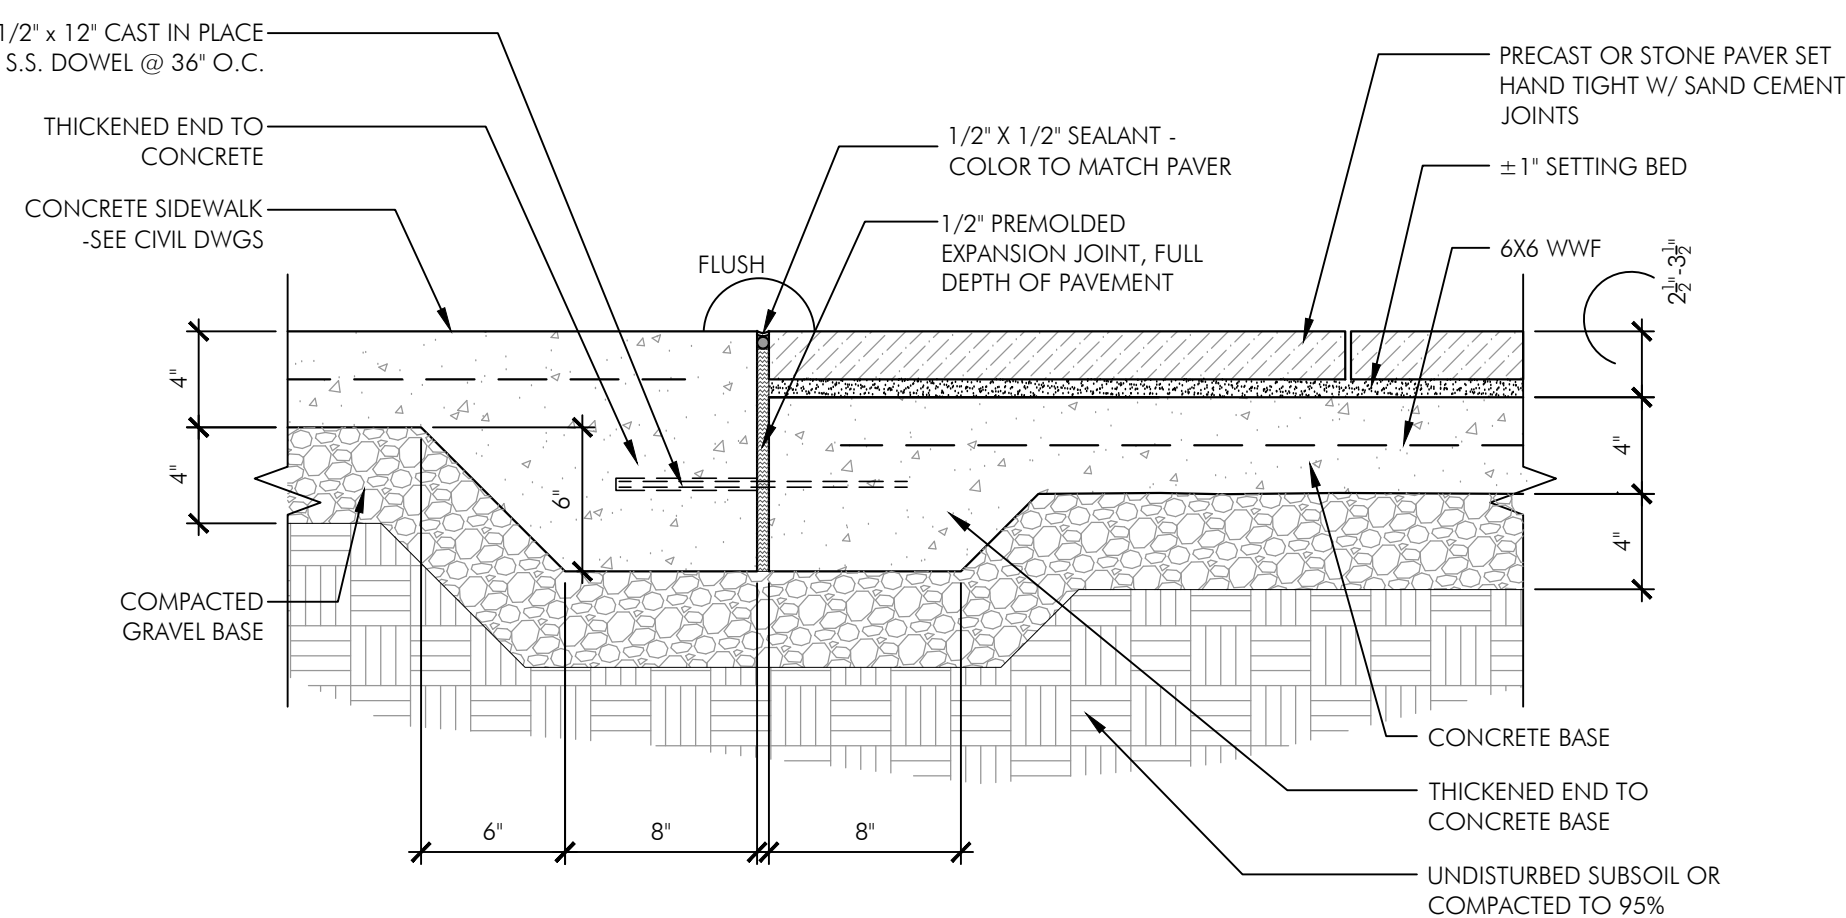 1/2" x 12" CAST IN PLACE
S.S. DOWEL @ 36" O.C.
THICKENED END TO
CONCRETE
CONCRETE SIDEWALK
-SEE CIVIL DWGS
FLUSH
1/2" X 1/2" SEALANT -
COLOR TO MATCH PAVER
1/2" PREMOLDED
EXPANSION JOINT, FULL
DEPTH OF PAVEMENT
PRECAST OR STONE PAVER SET
HAND TIGHT W/ SAND CEMENT
JOINTS
±1" SETTING BED
6X6 WWF
2 1/2"-3 1/2"
4"
4"
6"
4"
4"
COMPACTED
GRAVEL BASE
6"
8"
8"
CONCRETE BASE
THICKENED END TO
CONCRETE BASE
UNDISTURBED SUBSOIL OR
COMPACTED TO 95%